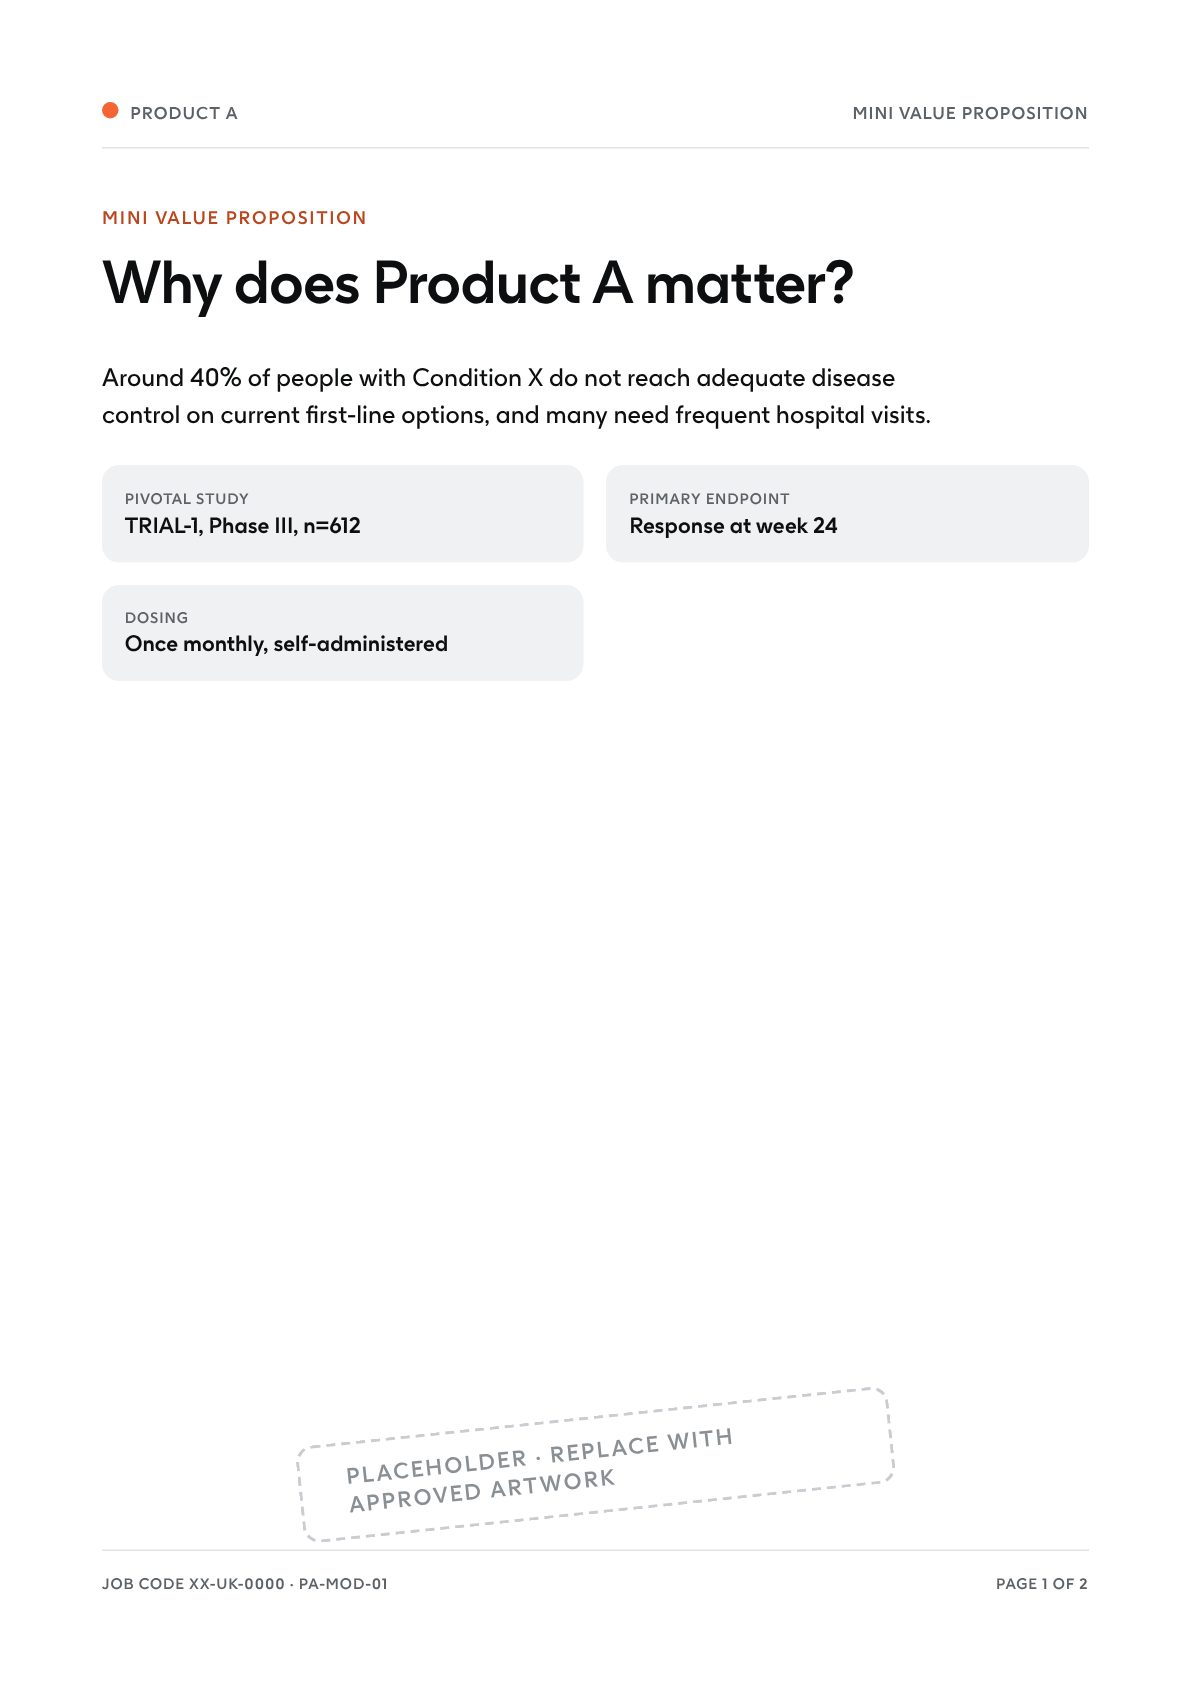 PRODUCT A
MINI VALUE PROPOSITION
MINI VALUE PROPOSITION
Why does Product A matter?
Around 40% of people with Condition X do not reach adequate disease
control on current first-line options, and many need frequent hospital visits.
PIVOTAL STUDY
TRIAL-1, Phase III, n=612
PRIMARY ENDPOINT
Response at week 24
DOSING
Once monthly, self-administered
PLACEHOLDER · REPLACE WITH
APPROVED ARTWORK
JOB CODE XX-UK-0000 · PA-MOD-01
PAGE 1 OF 2